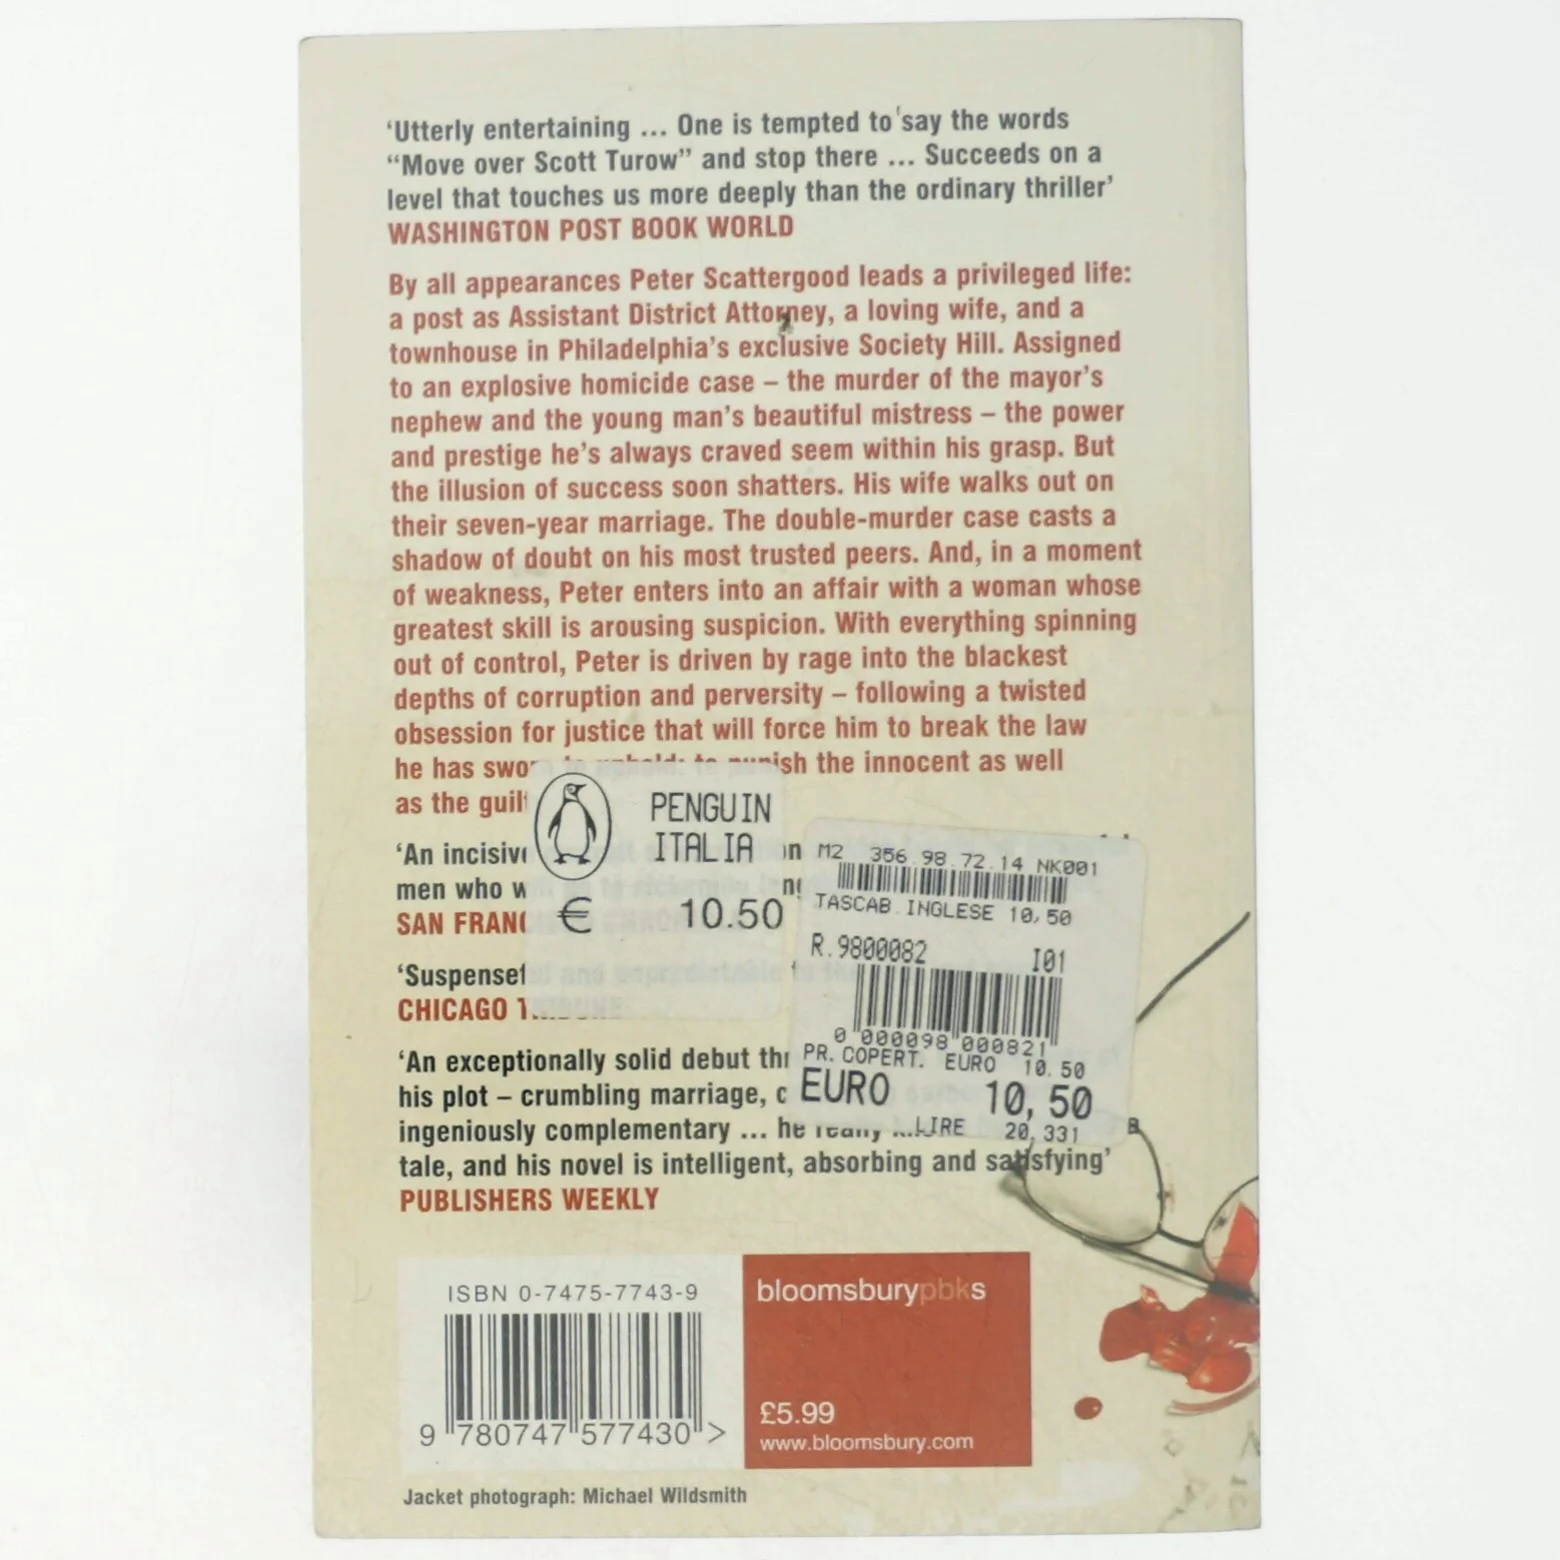 ‘Utterly entertaining ... One is tempted to say the words
“Move over Scott Turow” and stop there ... Succeeds on a
level that touches us more deeply than the ordinary thriller’
WASHINGTON POST BOOK WORLD
By all appearances Peter Scattergood leads a privileged life:
a post as Assistant District Attorney, a loving wife, and a
townhouse in Philadelphia’s exclusive Society Hill. Assigned
to an explosive homicide case – the murder of the mayor’s
nephew and the young man’s beautiful mistress – the power
and prestige he’s always craved seem within his grasp. But
the illusion of success soon shatters. His wife walks out on
their seven-year marriage. The double-murder case casts a
shadow of doubt on his most trusted peers. And, in a moment
of weakness, Peter enters into an affair with a woman whose
greatest skill is arousing suspicion. With everything spinning
out of control, Peter is driven by rage into the blackest
depths of corruption and perversity – following a twisted
obsession for justice that will force him to break the law
he has sworn to uphold: to punish the innocent as well
as the
‘An
men who
SAN
CHICAGO
‘An exceptionally solid debut
his plot – crumbling marriage,
ingeniously complementary ... he really
tale, and his novel is intelligent, absorbing and satisfying’
PUBLISHERS WEEKLY
PENGUIN
ITALIA
€ 10.50
M2 356.98.72.14 NK001
TASCAB.INGLESE 10,50
R.9800082 I01
0 000098 000821
PR. COPERT. EURO 10.50
EURO 10,50
LIRE 20.331
ISBN 0-7475-7743-9
9 780747 577430 >
bloomsburypbks
£5.99
www.bloomsbury.com
Jacket photograph: Michael Wildsmith